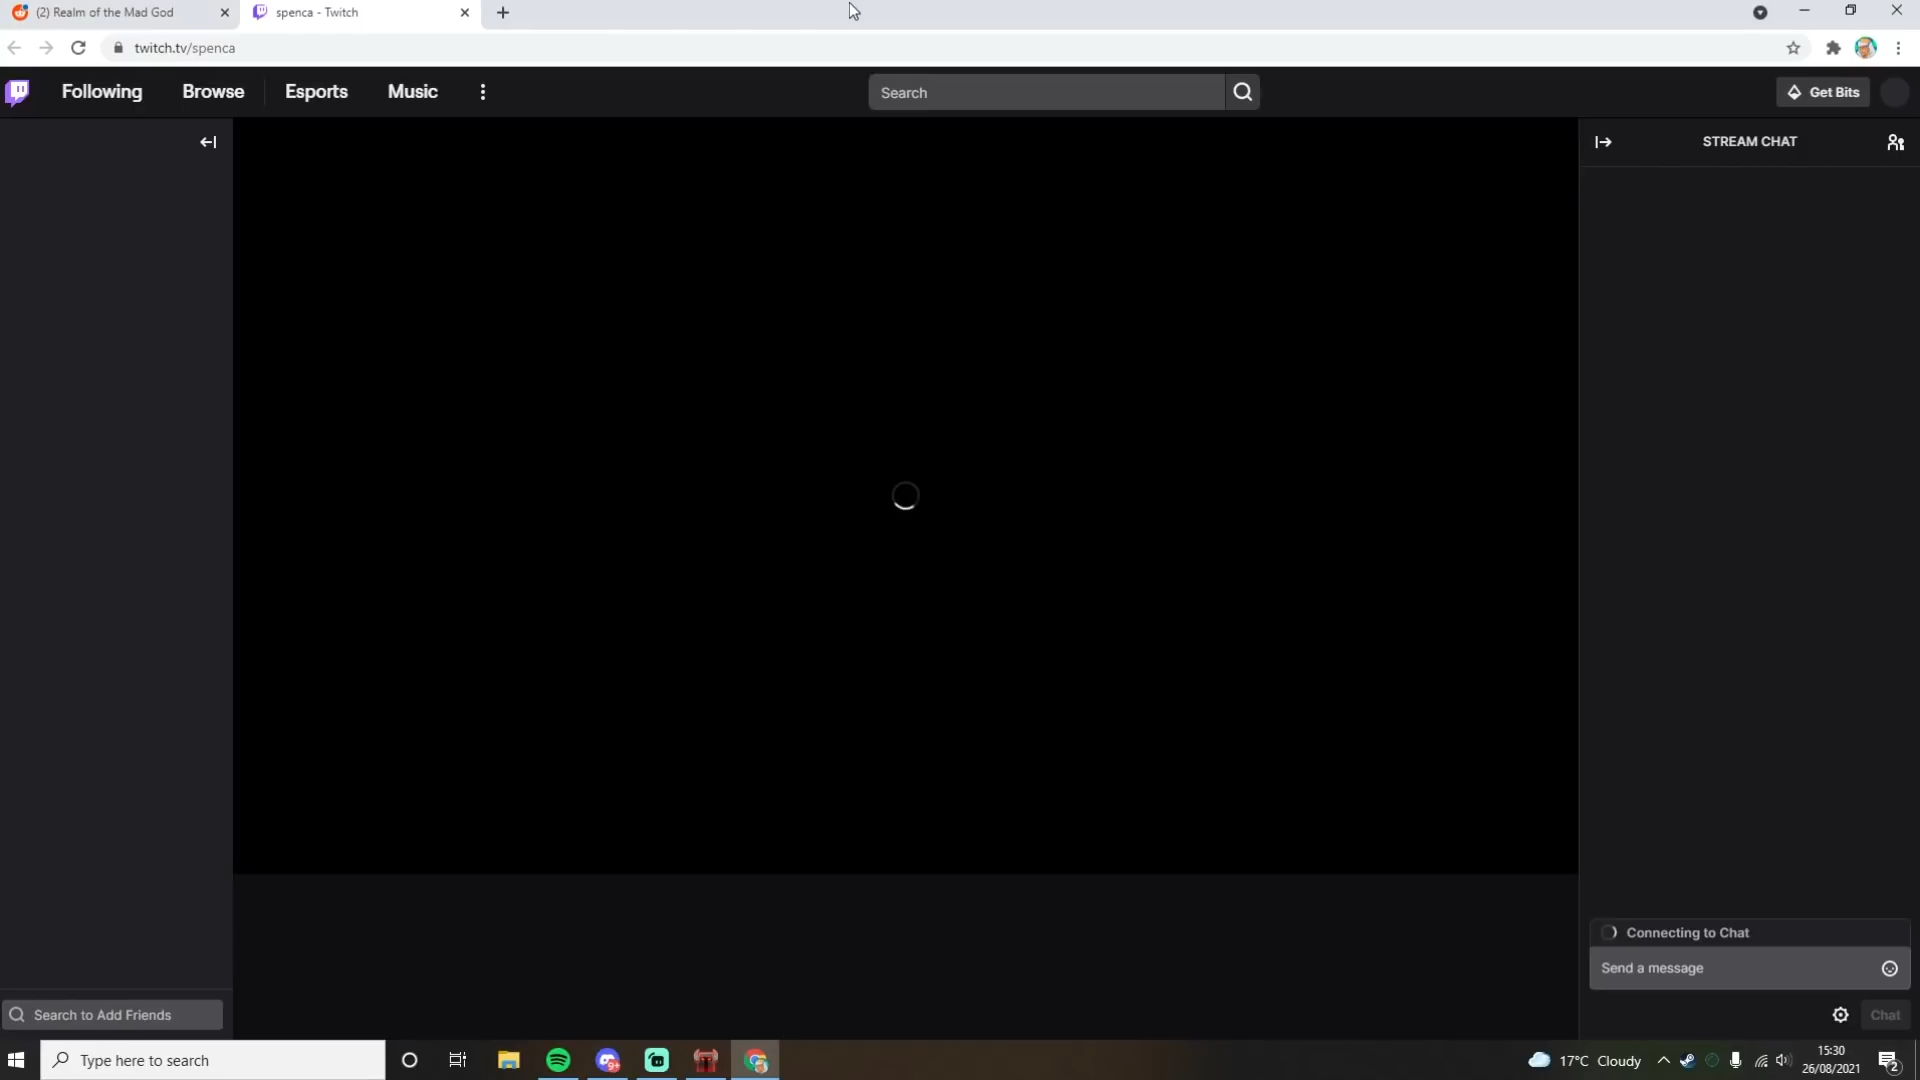 (2) Realm of the Mad God
spenca - Twitch
twitch.tv/spenca
Following
Browse
Esports
Music
Search
Get Bits
STREAM CHAT
Connecting to Chat
Send a message
Search to Add Friends
Chat
Type here to search
9+
17°C Cloudy
15:30
26/08/2021
2